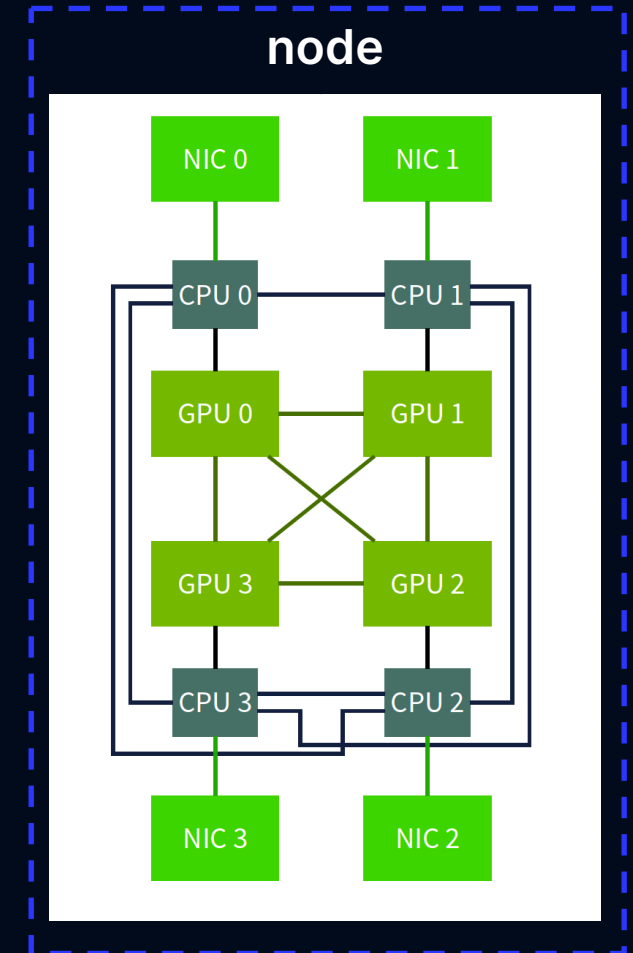 node
NIC 0
NIC 1
CPU 0
CPU 1
GPU 0
GPU 1
GPU 3
GPU 2
CPU 3
CPU 2
NIC 3
NIC 2